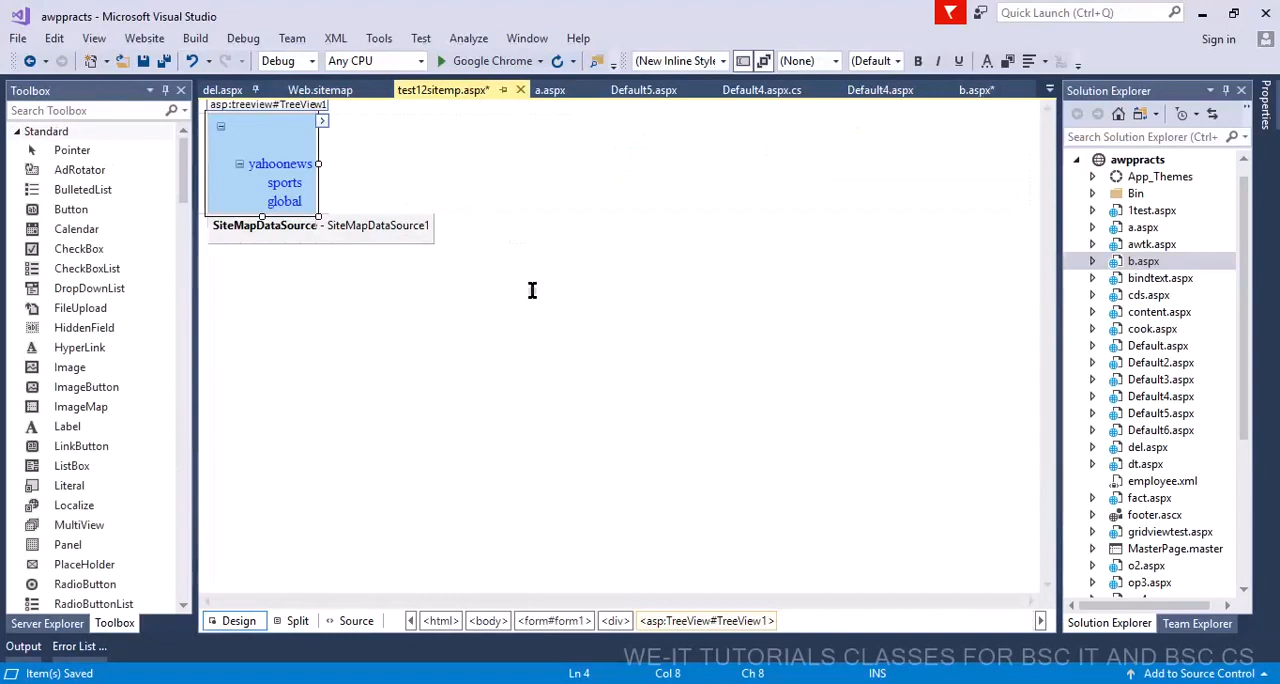 awppracts - Microsoft Visual Studio
Quick Launch (Ctrl+Q)
File Edit View Website Build Debug Team XML Tools Test Analyze Window Help
Sign in
Debug Any CPU Google Chrome (New Inline Style (None) (Default B I U A
Toolbox
del.aspx Web.sitemap test12sitemp.aspx* a.aspx Default5.aspx Default4.aspx.cs Default4.aspx b.aspx*
Solution Explorer
Properties
Search Toolbox
Search Solution Explorer (Ctrl+
Standard
Pointer
AdRotator
BulletedList
Button
Calendar
CheckBox
CheckBoxList
DropDownList
FileUpload
HiddenField
HyperLink
Image
ImageButton
ImageMap
Label
LinkButton
ListBox
Literal
Localize
MultiView
Panel
PlaceHolder
RadioButton
RadioButtonList
Server Explorer Toolbox
asp:treeview#TreeView1
yahoonews
sports
global
SiteMapDataSource - SiteMapDataSource1
Design Split Source <html> <body> <form#form1> <div> <asp:TreeView#TreeView1>
awppracts
App_Themes
Bin
1test.aspx
a.aspx
awtk.aspx
b.aspx
bindtext.aspx
cds.aspx
content.aspx
cook.aspx
Default.aspx
Default2.aspx
Default3.aspx
Default4.aspx
Default5.aspx
Default6.aspx
del.aspx
dt.aspx
employee.xml
fact.aspx
footer.ascx
gridviewtest.aspx
MasterPage.master
o2.aspx
op3.aspx
Solution Explorer Team Explorer
Output Error List ...
WE-IT TUTORIALS CLASSES FOR BSC IT AND BSC CS
Item(s) Saved Ln 4 Col 8 Ch 8 INS Add to Source Control